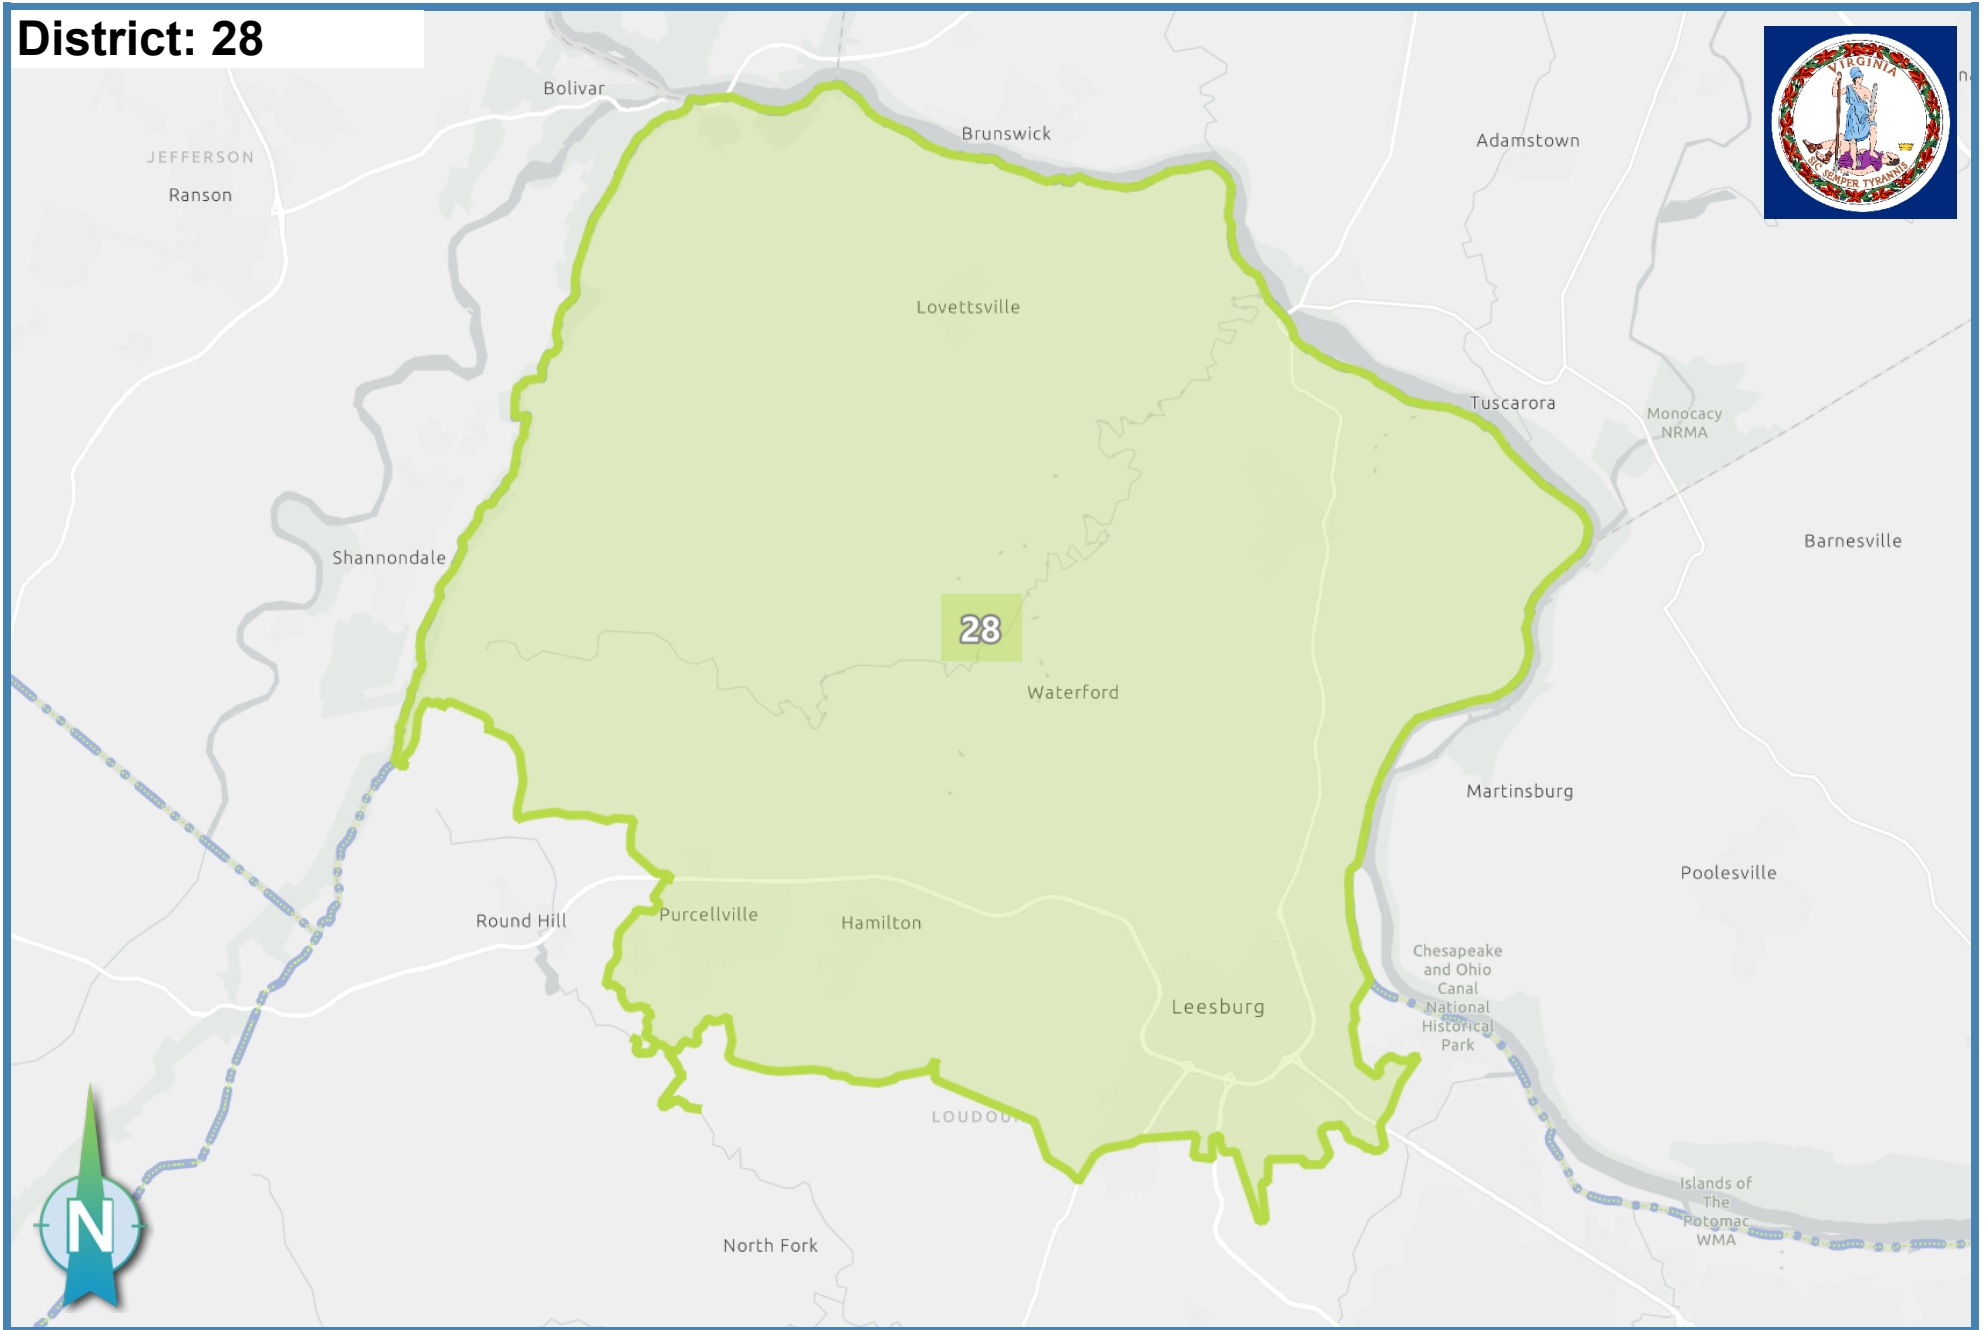 District: 28
VIRGINIA
SIC SEMPER TYRANNIS
Bolivar
Brunswick
Adamstown
JEFFERSON
Ranson
Lovettsville
Tuscarora
Monocacy
NRMA
Barnesville
Shannondale
28
Waterford
Martinsburg
Poolesville
Round Hill
Purcellville
Hamilton
Chesapeake
and Ohio
Canal
National
Historical
Park
Leesburg
Islands of
The
Potomac
WMA
North Fork
N